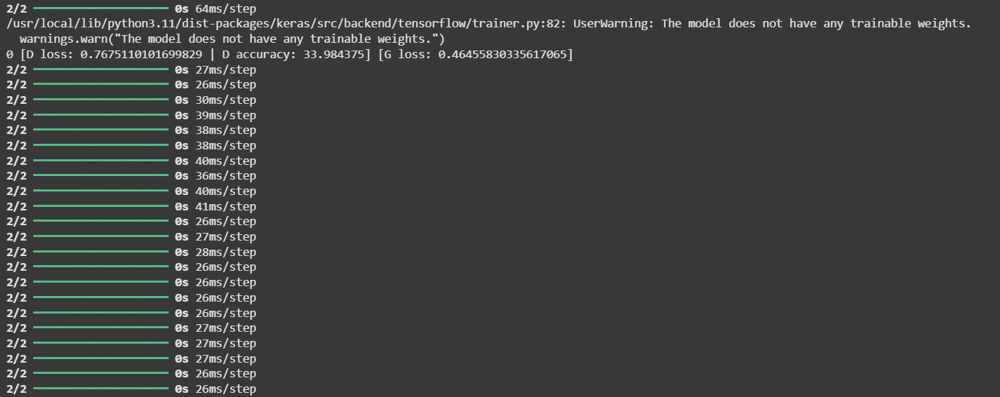 2/2 ━━━━━━━━━━━━━━━━━━━━ 0s 64ms/step
/usr/local/lib/python3.11/dist-packages/keras/src/backend/tensorflow/trainer.py:82: UserWarning: The model does not have any trainable weights.
  warnings.warn("The model does not have any trainable weights.")
0 [D loss: 0.7675110101699829 | D accuracy: 33.984375] [G loss: 0.46455830335617065]
2/2 ━━━━━━━━━━━━━━━━━━━━ 0s 27ms/step
2/2 ━━━━━━━━━━━━━━━━━━━━ 0s 26ms/step
2/2 ━━━━━━━━━━━━━━━━━━━━ 0s 30ms/step
2/2 ━━━━━━━━━━━━━━━━━━━━ 0s 39ms/step
2/2 ━━━━━━━━━━━━━━━━━━━━ 0s 38ms/step
2/2 ━━━━━━━━━━━━━━━━━━━━ 0s 38ms/step
2/2 ━━━━━━━━━━━━━━━━━━━━ 0s 40ms/step
2/2 ━━━━━━━━━━━━━━━━━━━━ 0s 36ms/step
2/2 ━━━━━━━━━━━━━━━━━━━━ 0s 40ms/step
2/2 ━━━━━━━━━━━━━━━━━━━━ 0s 41ms/step
2/2 ━━━━━━━━━━━━━━━━━━━━ 0s 26ms/step
2/2 ━━━━━━━━━━━━━━━━━━━━ 0s 27ms/step
2/2 ━━━━━━━━━━━━━━━━━━━━ 0s 28ms/step
2/2 ━━━━━━━━━━━━━━━━━━━━ 0s 26ms/step
2/2 ━━━━━━━━━━━━━━━━━━━━ 0s 26ms/step
2/2 ━━━━━━━━━━━━━━━━━━━━ 0s 26ms/step
2/2 ━━━━━━━━━━━━━━━━━━━━ 0s 26ms/step
2/2 ━━━━━━━━━━━━━━━━━━━━ 0s 27ms/step
2/2 ━━━━━━━━━━━━━━━━━━━━ 0s 27ms/step
2/2 ━━━━━━━━━━━━━━━━━━━━ 0s 27ms/step
2/2 ━━━━━━━━━━━━━━━━━━━━ 0s 26ms/step
2/2 ━━━━━━━━━━━━━━━━━━━━ 0s 26ms/step